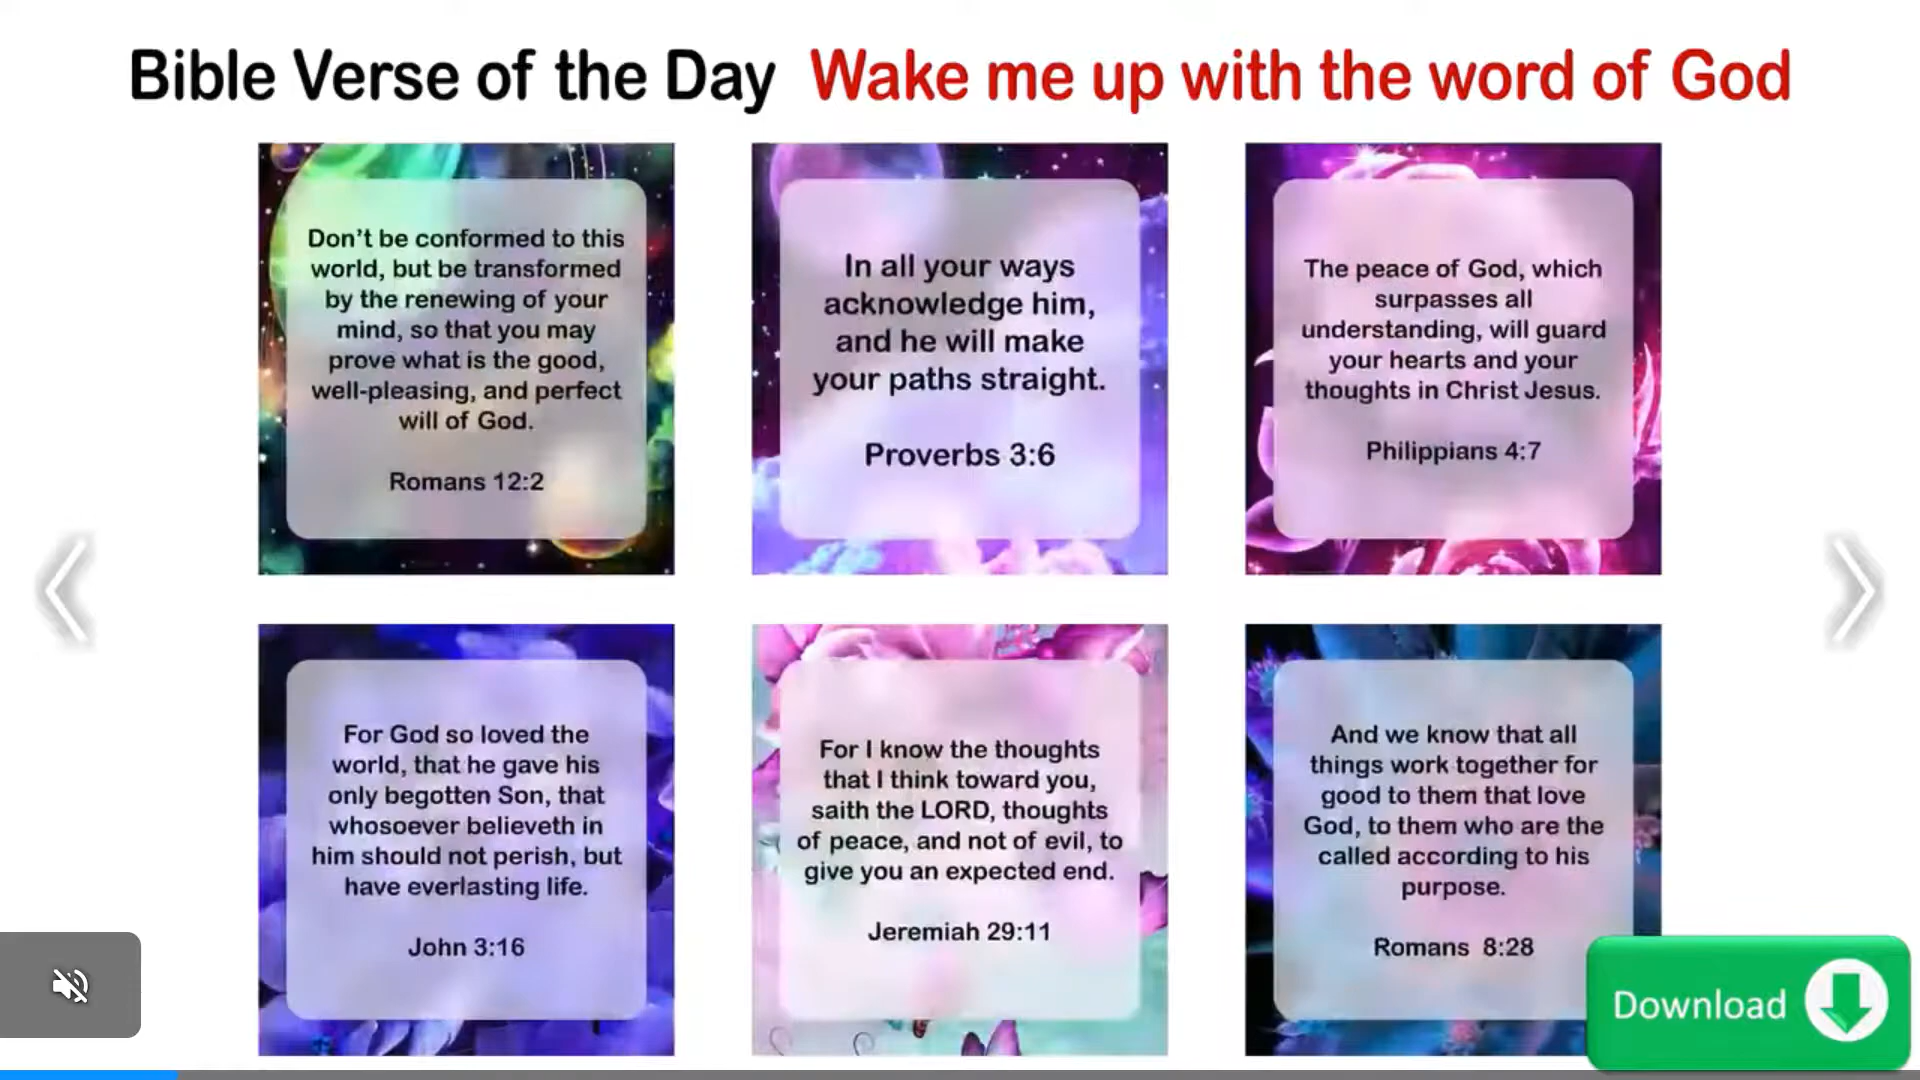 Bible Verse of the Day Wake me up with the word of God
Don't be conformed to this
world, but be transformed
by the renewing of your
mind, so that you may
prove what is the good,
well-pleasing, and perfect
will of God.
Romans 12:2
In all your ways
acknowledge him,
and he will make
your paths straight.
Proverbs 3:6
The peace of God, which
surpasses all
understanding, will guard
your hearts and your
thoughts in Christ Jesus.
Philippians 4:7
For God so loved the
world, that he gave his
only begotten Son, that
whosoever believeth in
him should not perish, but
have everlasting life.
John 3:16
For I know the thoughts
that I think toward you,
saith the LORD, thoughts
of peace, and not of evil, to
give you an expected end.
Jeremiah 29:11
And we know that all
things work together for
good to them that love
God, to them who are the
called according to his
purpose.
Romans 8:28
Download